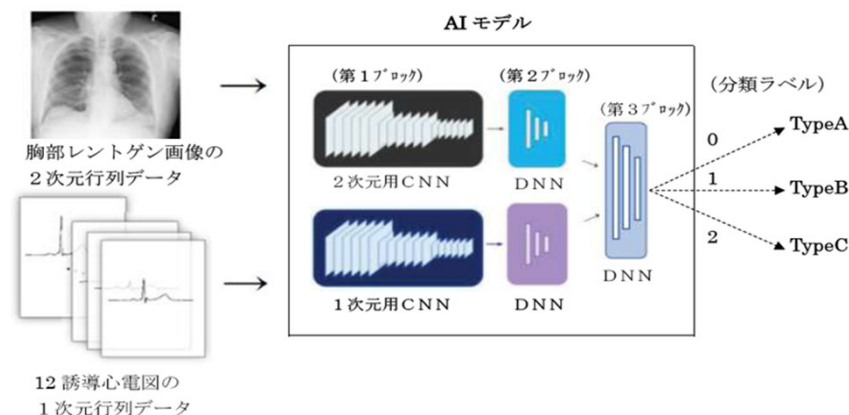 AIモデル
(第1ブロック)
(第2ブロック)
(第3ブロック)
(分類ラベル)
胸部レントゲン画像の
2次元行列データ
2次元用CNN
DNN
1次元用CNN
DNN
DNN
0
TypeA
1
TypeB
2
TypeC
12誘導心電図の
1次元行列データ